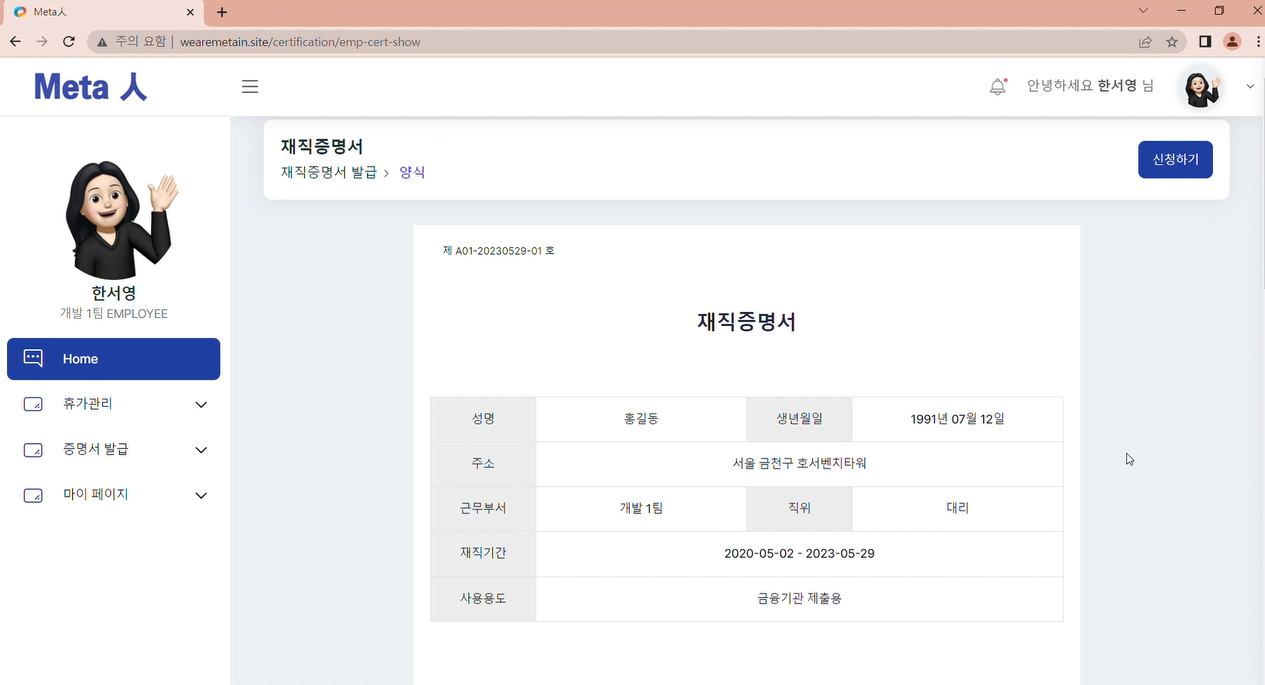 Meta人
주의 요함 | wearemetain.site/certification/emp-cert-show
Meta 人
안녕하세요 한서영 님
한서영
개발 1팀 EMPLOYEE
Home
휴가관리
증명서 발급
마이 페이지
재직증명서
재직증명서 발급 > 양식
신청하기
제 A01-20230529-01 호
재직증명서
성명 홍길동 생년월일 1991년 07월 12일
주소 서울 금천구 호서벤치타워
근무부서 개발 1팀 직위 대리
재직기간 2020-05-02 - 2023-05-29
사용용도 금융기관 제출용